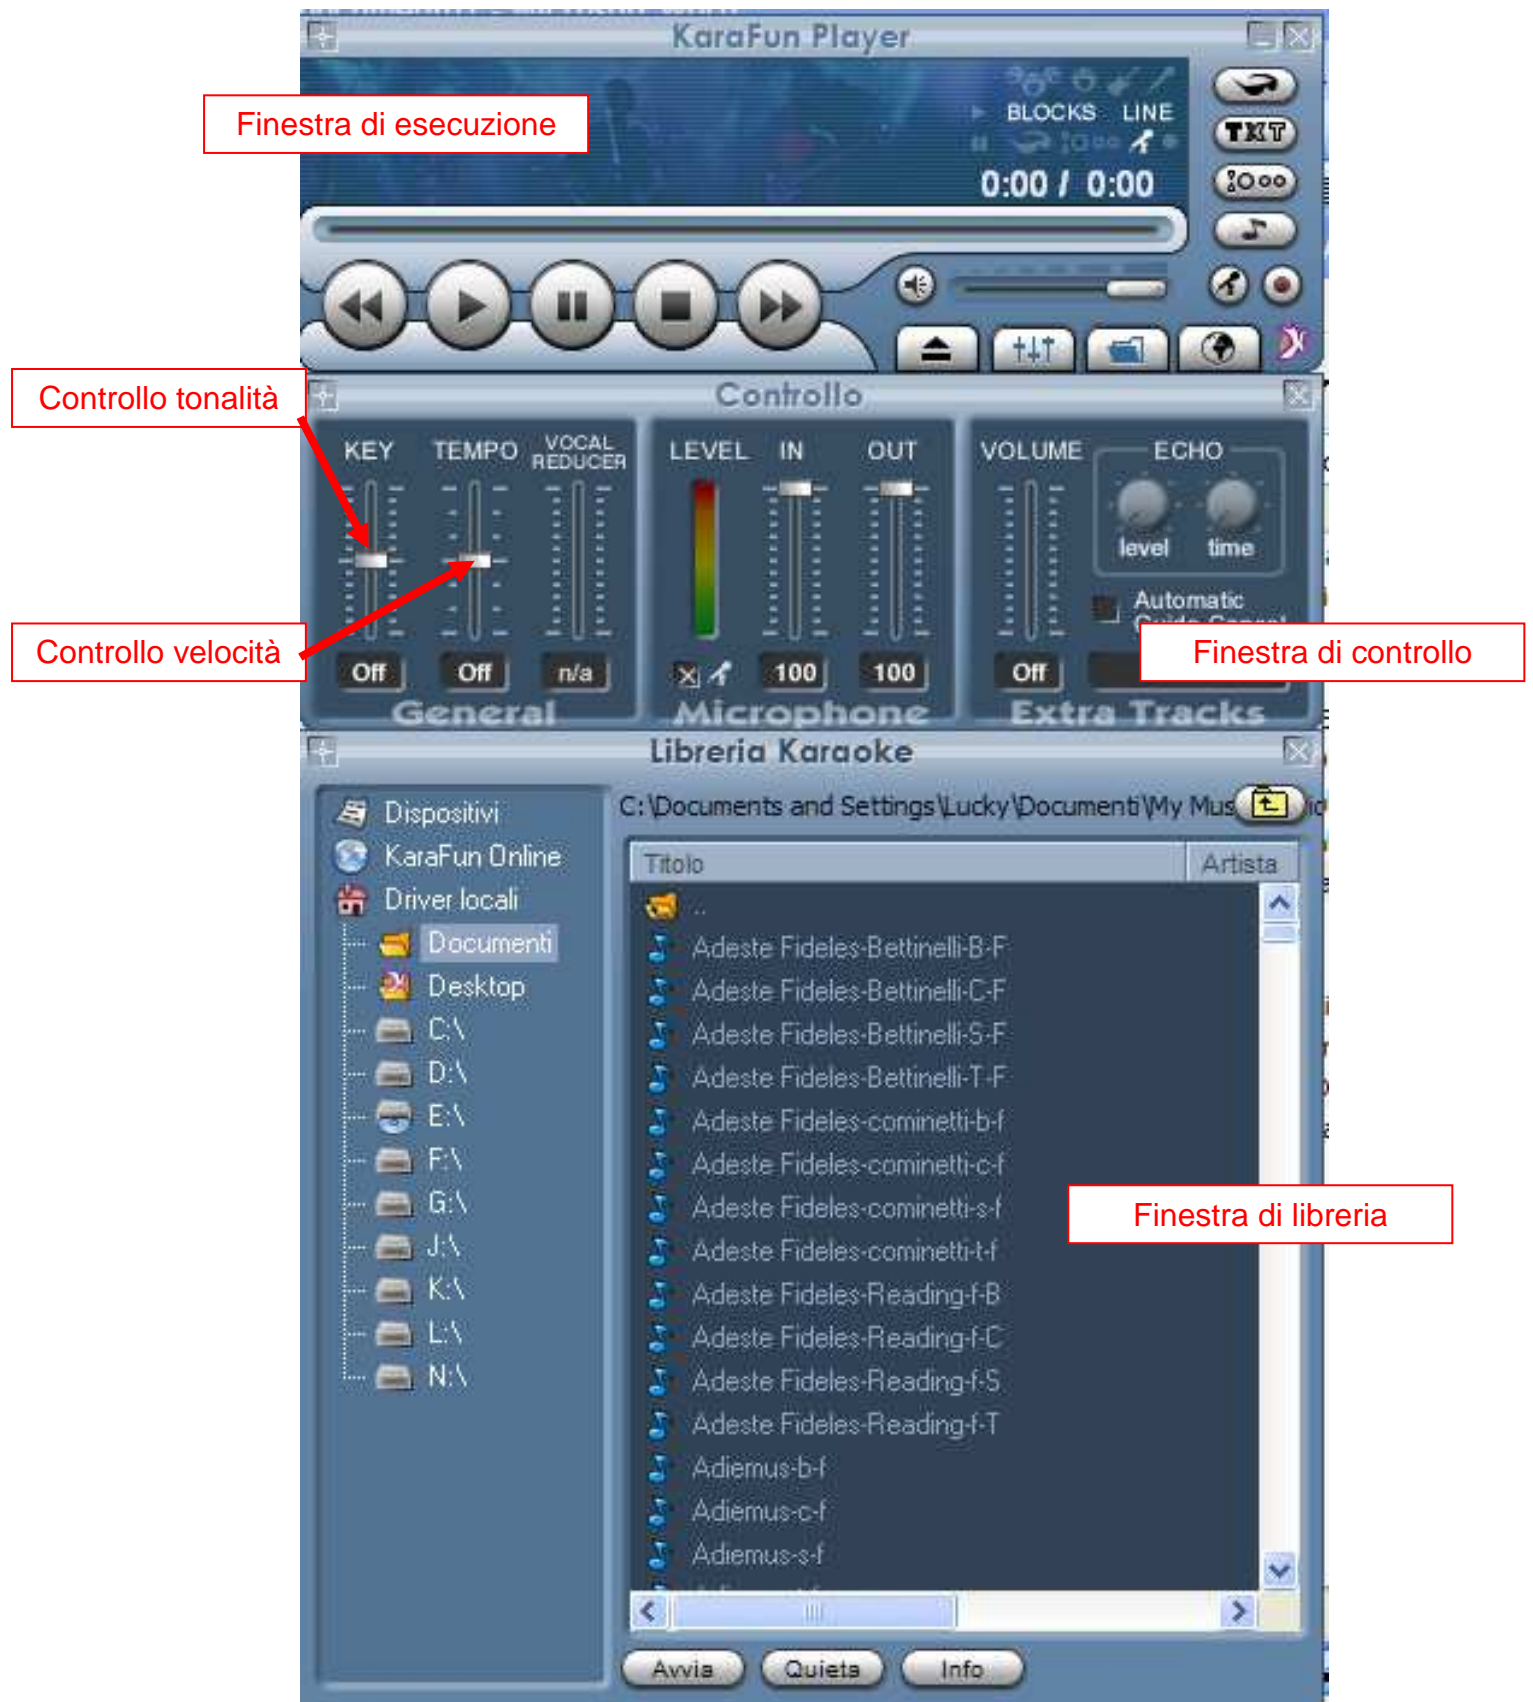 KaraFun Player
Finestra di esecuzione
BLOCKS LINE
TXT
0:00 / 0:00
Controllo tonalità
Controllo
KEY TEMPO VOCAL REDUCER LEVEL IN OUT VOLUME ECHO
level time
Automatic
Controllo velocità
Finestra di controllo
Off Off n/a 100 100 Off
General Microphone Extra Tracks
Libreria Karaoke
C:\Documents and Settings\Lucky\Documenti\My Mus
Dispositivi
KaraFun Online
Driver locali
Documenti
Desktop
C:\
D:\
E:\
F:\
G:\
J:\
K:\
L:\
N:\
Titolo Artista
..
Adeste Fideles-Bettinelli-B-F
Adeste Fideles-Bettinelli-C-F
Adeste Fideles-Bettinelli-S-F
Adeste Fideles-Bettinelli-T-F
Adeste Fideles-cominetti-b-f
Adeste Fideles-cominetti-c-f
Adeste Fideles-cominetti-s-f
Finestra di libreria
Adeste Fideles-cominetti-t-f
Adeste Fideles-Reading-f-B
Adeste Fideles-Reading-f-C
Adeste Fideles-Reading-f-S
Adeste Fideles-Reading-f-T
Adiemus-b-f
Adiemus-c-f
Adiemus-s-f
Avvia Quieta Info